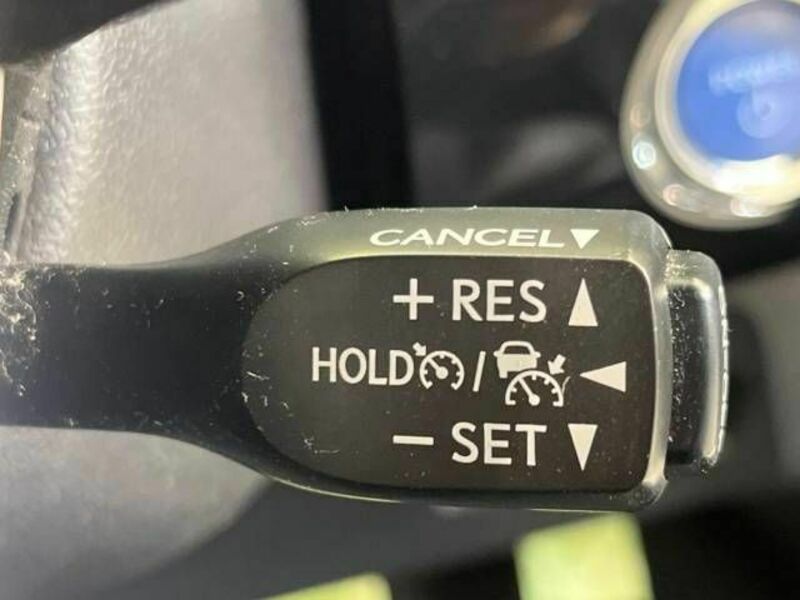 CANCEL▼
+ RES ▲
HOLD / ◀
− SET ▼